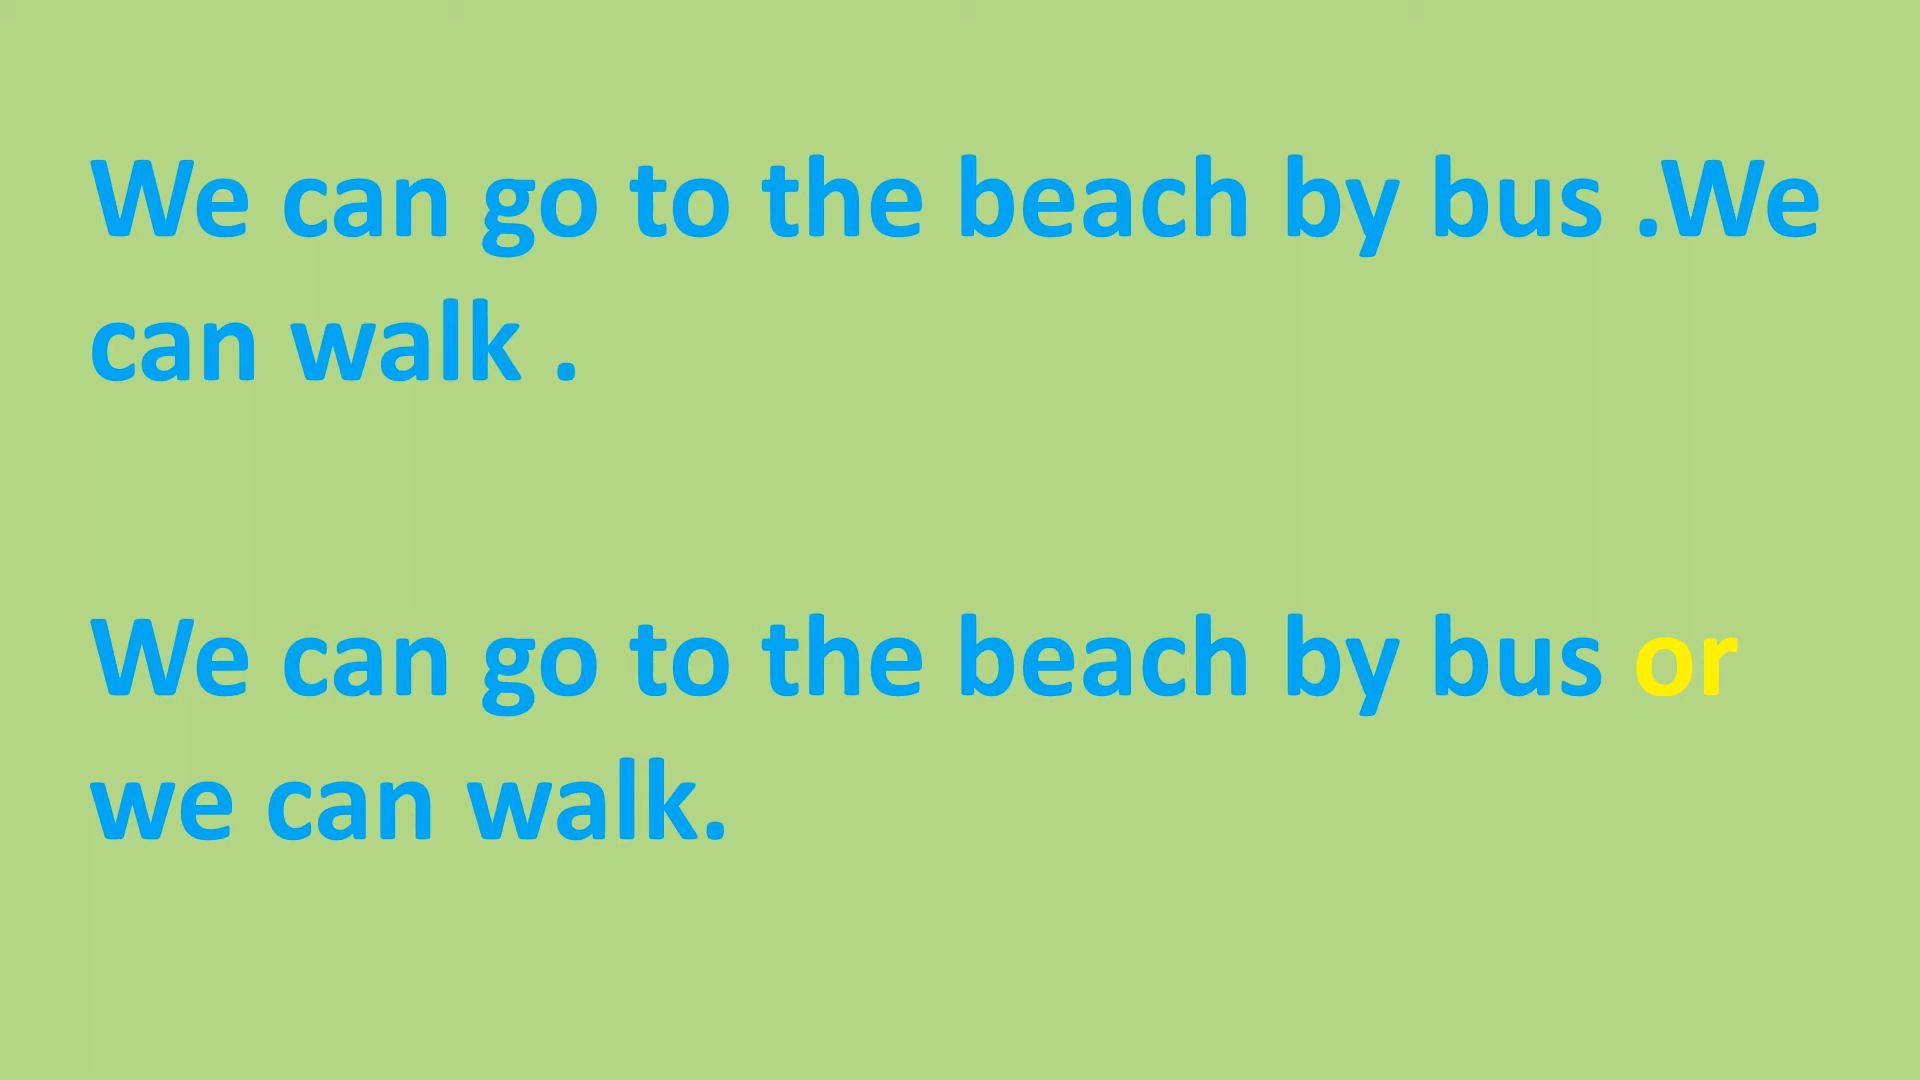 We can go to the beach by bus .We
can walk .
We can go to the beach by bus or
we can walk.